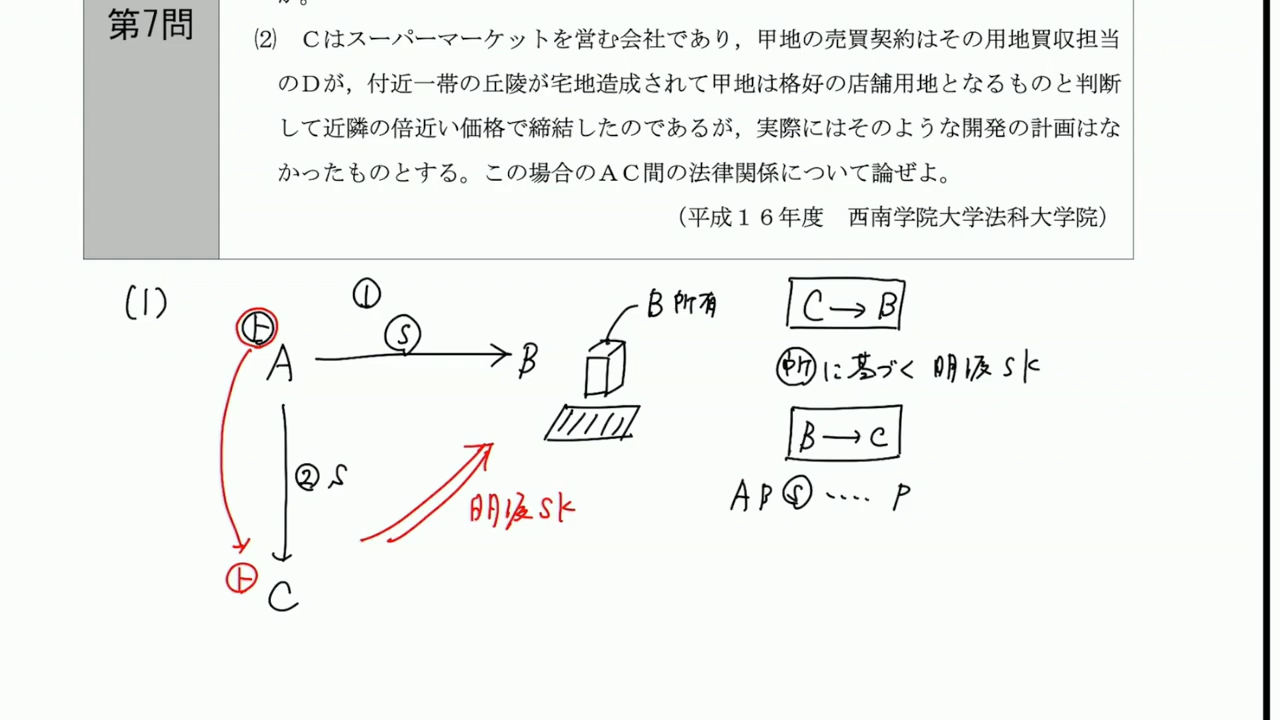 第7問
か。
⑵ Cはスーパーマーケットを営む会社であり，甲地の売買契約はその用地買収担当
のDが，付近一帯の丘陵が宅地造成されて甲地は格好の店舗用地となるものと判断
して近隣の倍近い価格で締結したのであるが，実際にはそのような開発の計画はな
かったものとする。この場合のAC間の法律関係について論ぜよ。
（平成１６年度　西南学院大学法科大学院）
(1)
①
Ⓢ
A
B
B所有
②S
C
明渡SK
C→B
所に基づく明渡SK
B→C
ABⓈ‥‥P